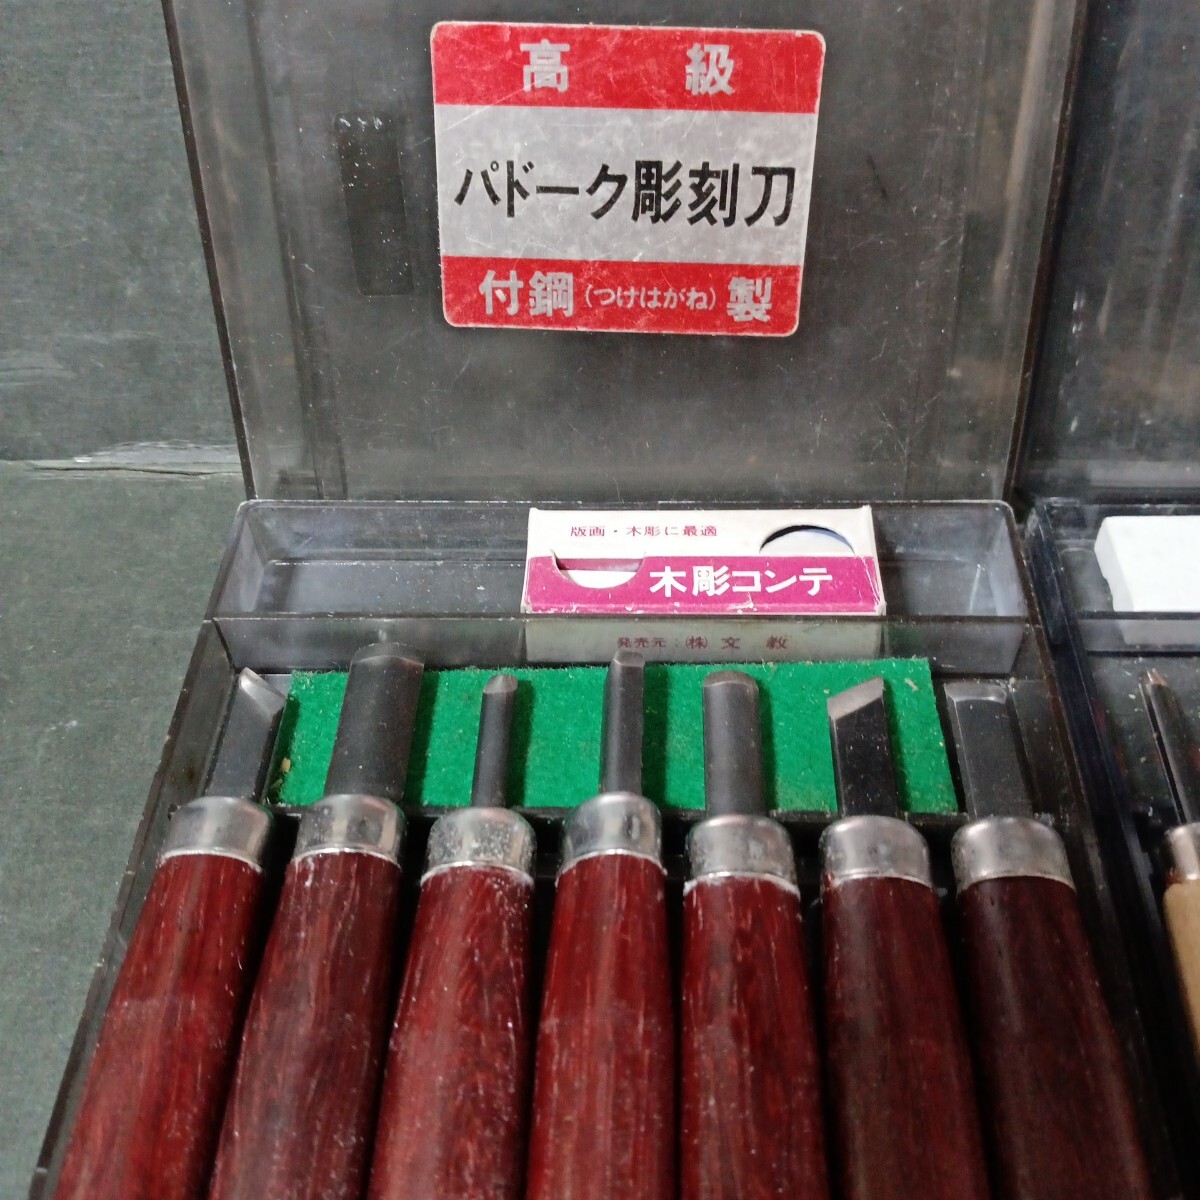 高級
パドーク彫刻刀
付鋼(つけはがね)製
版画・木彫に最適
木彫コンテ
発売元:㈱文教